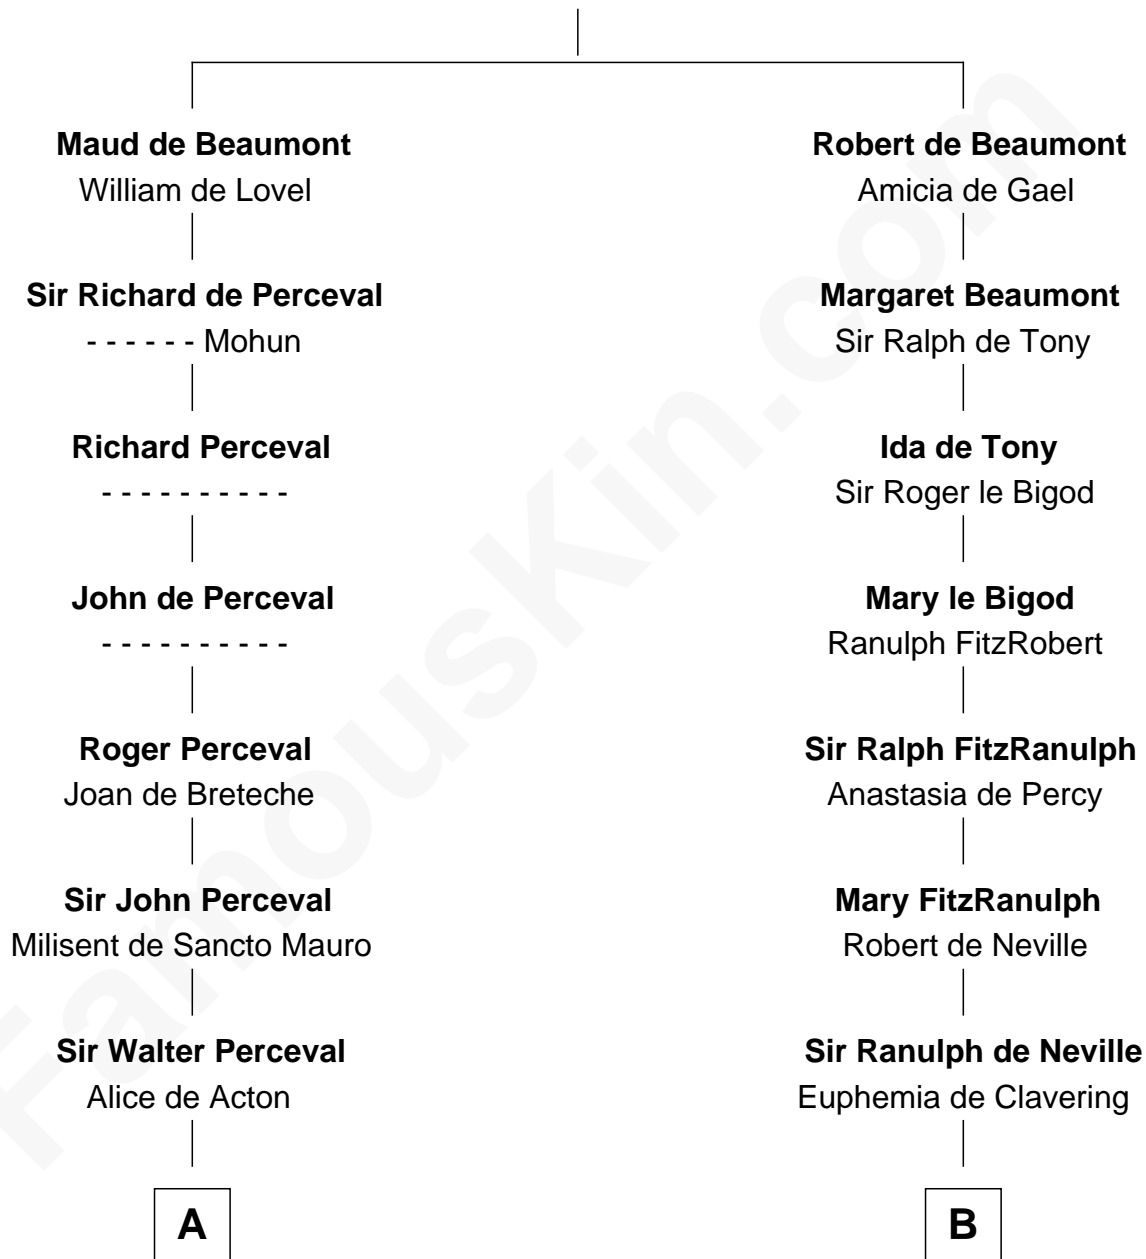 Maud de Beaumont
William de Lovel
Sir Richard de Perceval
- - - - - - Mohun
Richard Perceval
- - - - - - - - - -
John de Perceval
- - - - - - - - - -
Roger Perceval
Joan de Breteche
Sir John Perceval
Milisent de Sancto Mauro
Sir Walter Perceval
Alice de Acton
A
Robert de Beaumont
Amicia de Gael
Margaret Beaumont
Sir Ralph de Tony
Ida de Tony
Sir Roger le Bigod
Mary le Bigod
Ranulph FitzRobert
Sir Ralph FitzRanulph
Anastasia de Percy
Mary FitzRanulph
Robert de Neville
Sir Ranulph de Neville
Euphemia de Clavering
B
FamousKin.com